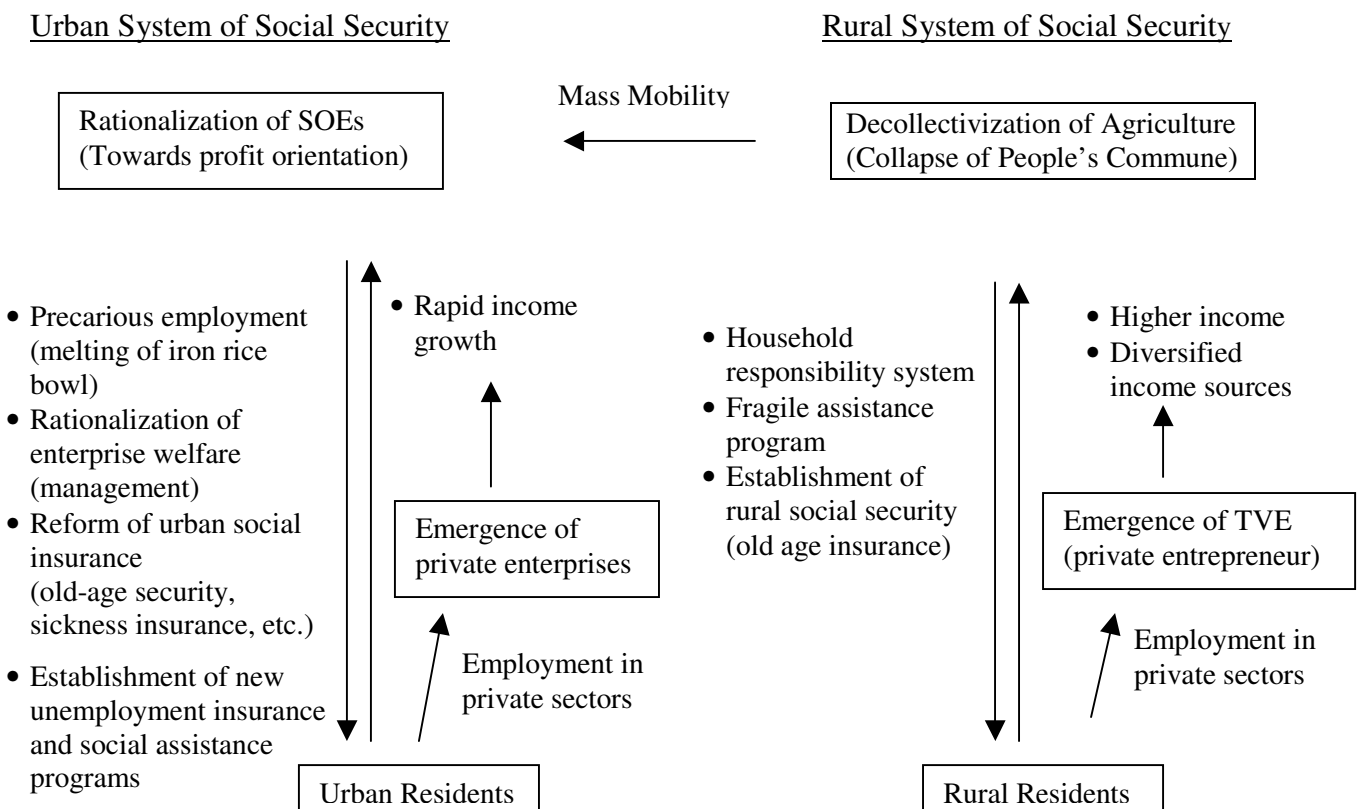 Urban System of Social Security
Rural System of Social Security
Mass Mobility
Rationalization of SOEs
(Towards profit orientation)
Decollectivization of Agriculture
(Collapse of People’s Commune)
• Precarious employment
(melting of iron rice
bowl)
• Rationalization of
enterprise welfare
(management)
• Reform of urban social
insurance
(old-age security,
sickness insurance, etc.)
• Establishment of new
unemployment insurance
and social assistance
programs
• Rapid income
growth
Emergence of
private enterprises
Employment in
private sectors
Urban Residents
• Household
responsibility system
• Fragile assistance
program
• Establishment of
rural social security
(old age insurance)
• Higher income
• Diversified
income sources
Emergence of TVE
(private entrepreneur)
Employment in
private sectors
Rural Residents